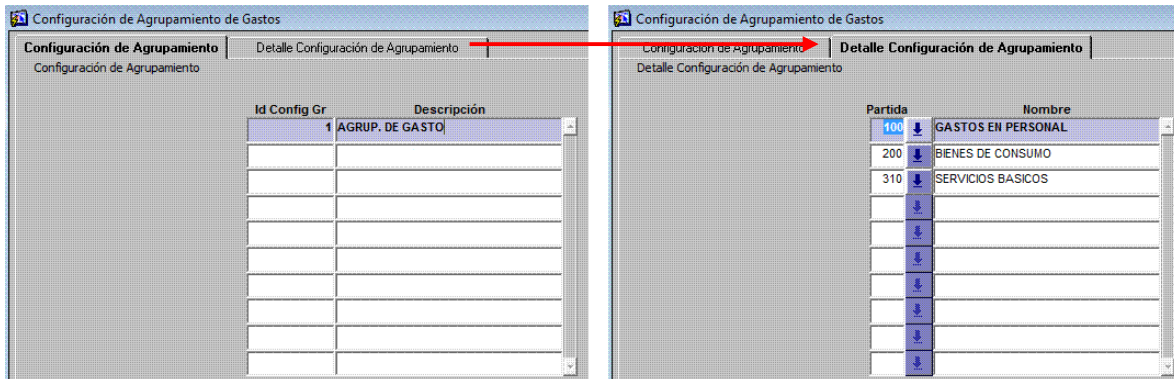 Configuración de Agrupamiento de Gastos
Configuración de Agrupamiento Detalle Configuración de Agrupamiento
Configuración de Agrupamiento
Id Config Gr Descripción
1 AGRUP. DE GASTO
Configuración de Agrupamiento de Gastos
Configuración de Agrupamiento Detalle Configuración de Agrupamiento
Detalle Configuración de Agrupamiento
Partida Nombre
100 GASTOS EN PERSONAL
200 BIENES DE CONSUMO
310 SERVICIOS BASICOS